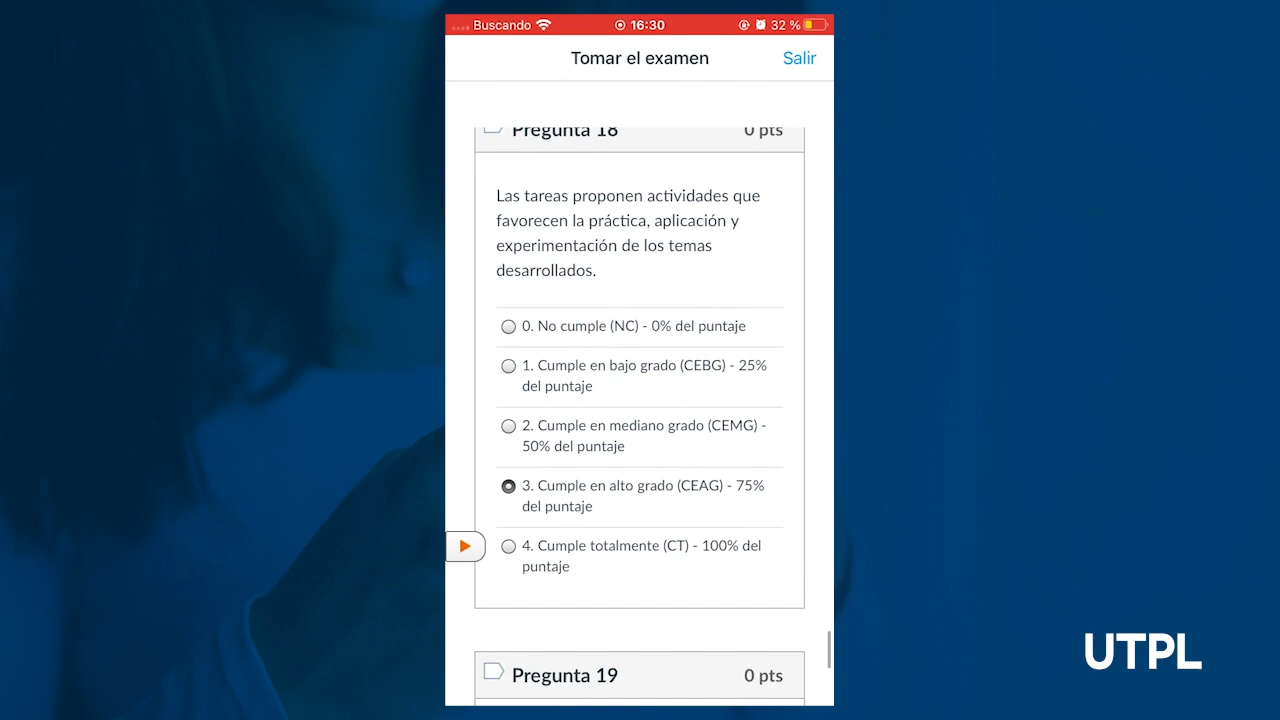 Buscando 16:30 32 %
Tomar el examen Salir
Pregunta 18 0 pts
Las tareas proponen actividades que
favorecen la práctica, aplicación y
experimentación de los temas
desarrollados.
0. No cumple (NC) - 0% del puntaje
1. Cumple en bajo grado (CEBG) - 25%
del puntaje
2. Cumple en mediano grado (CEMG) -
50% del puntaje
3. Cumple en alto grado (CEAG) - 75%
del puntaje
4. Cumple totalmente (CT) - 100% del
puntaje
Pregunta 19 0 pts
UTPL